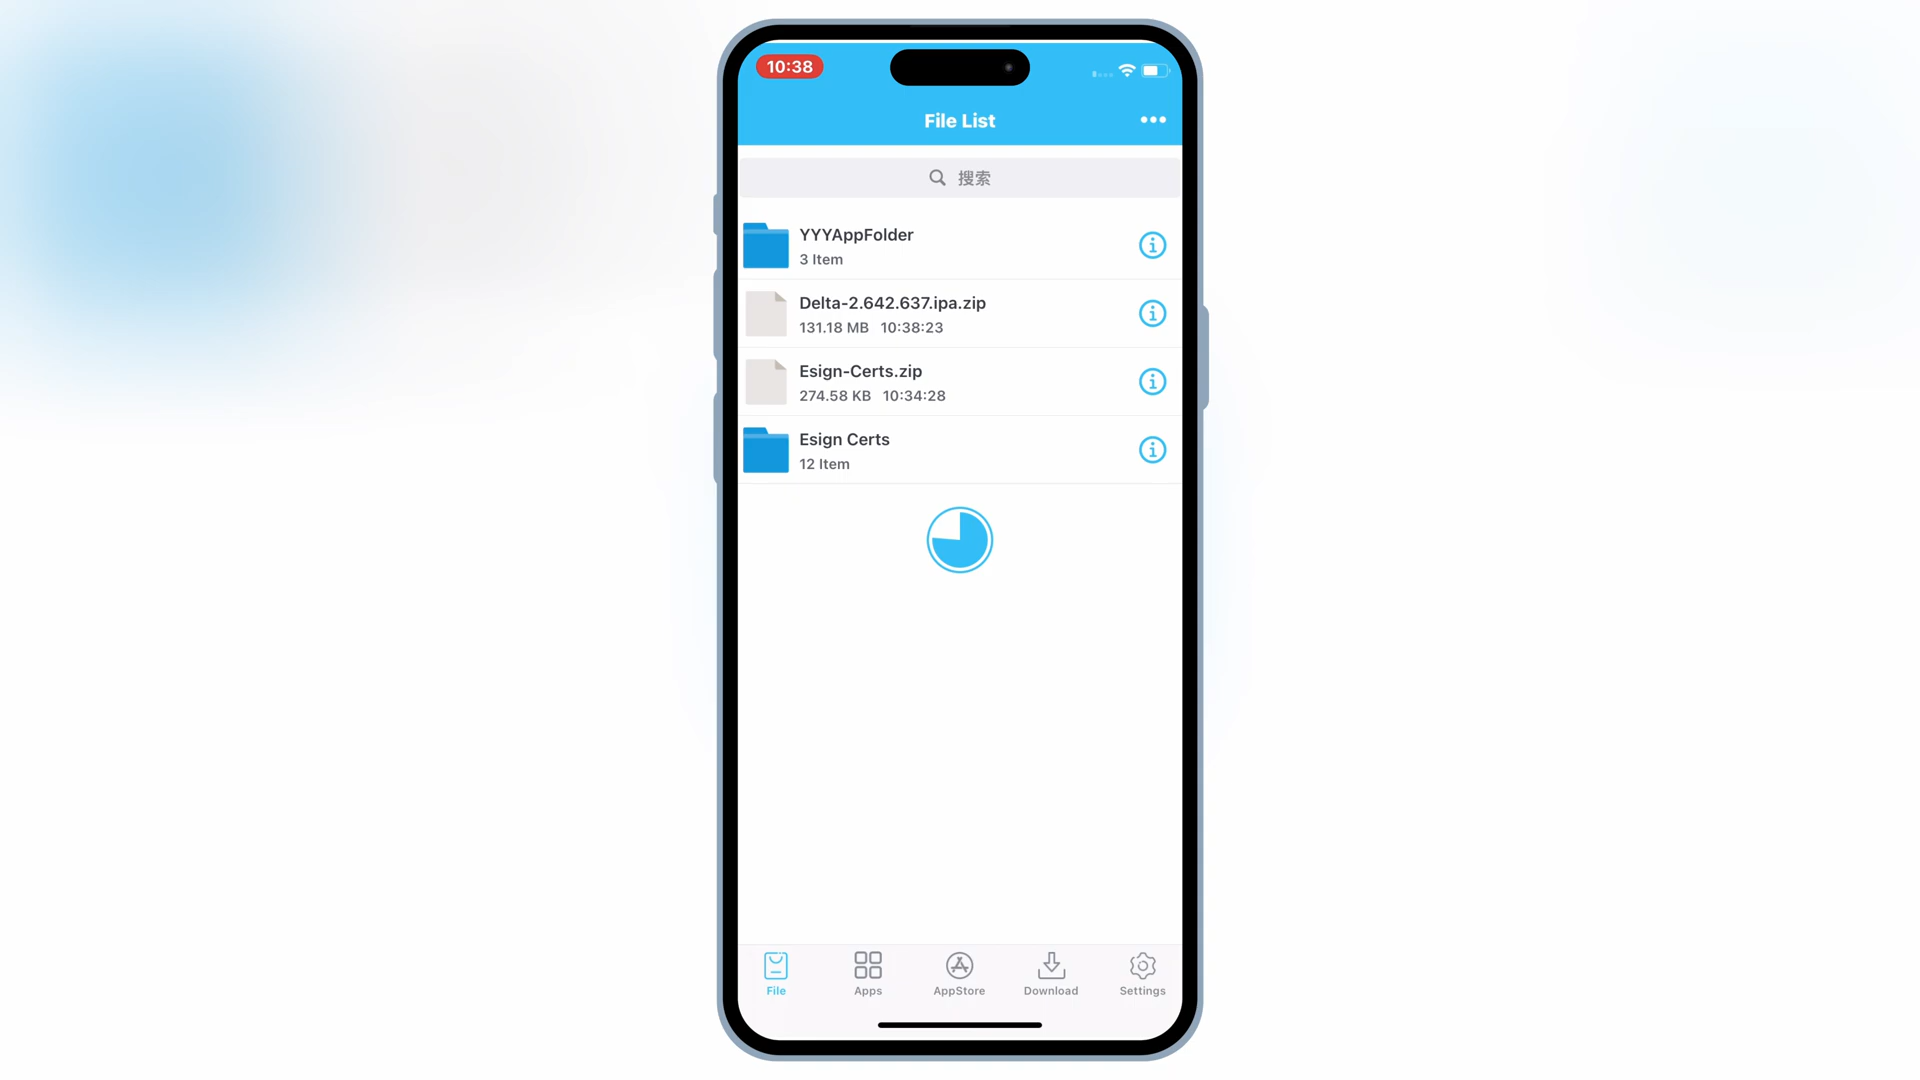 10:38
File List
搜索
YYYAppFolder
3 Item
Delta-2.642.637.ipa.zip
131.18 MB 10:38:23
Esign-Certs.zip
274.58 KB 10:34:28
Esign Certs
12 Item
File
Apps
AppStore
Download
Settings